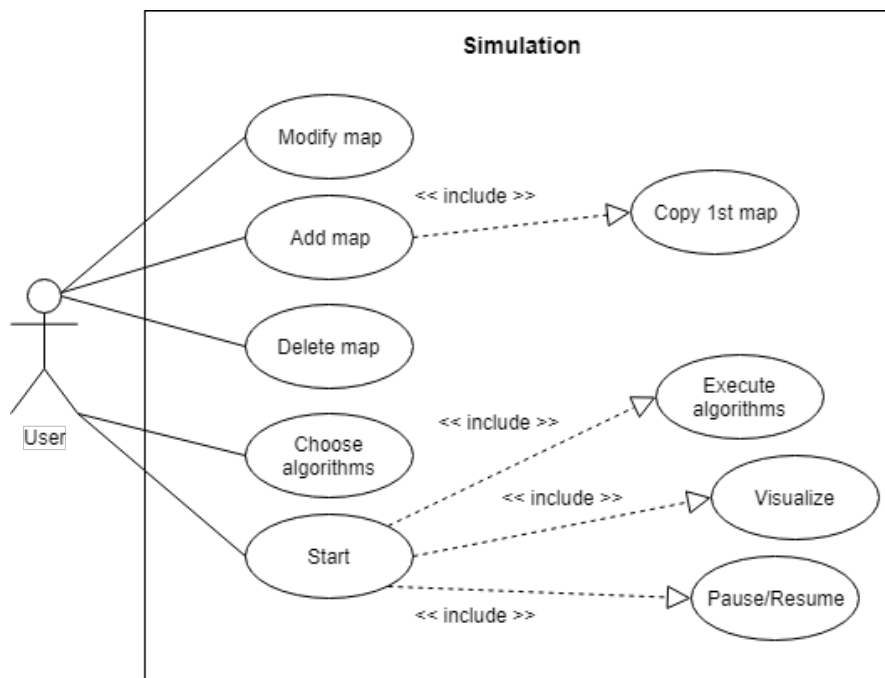 Simulation
Modify map
<< include >>
Add map
Copy 1st map
Delete map
Execute
algorithms
<< include >>
User
Choose
algorithms
<< include >>
Visualize
Start
Pause/Resume
<< include >>